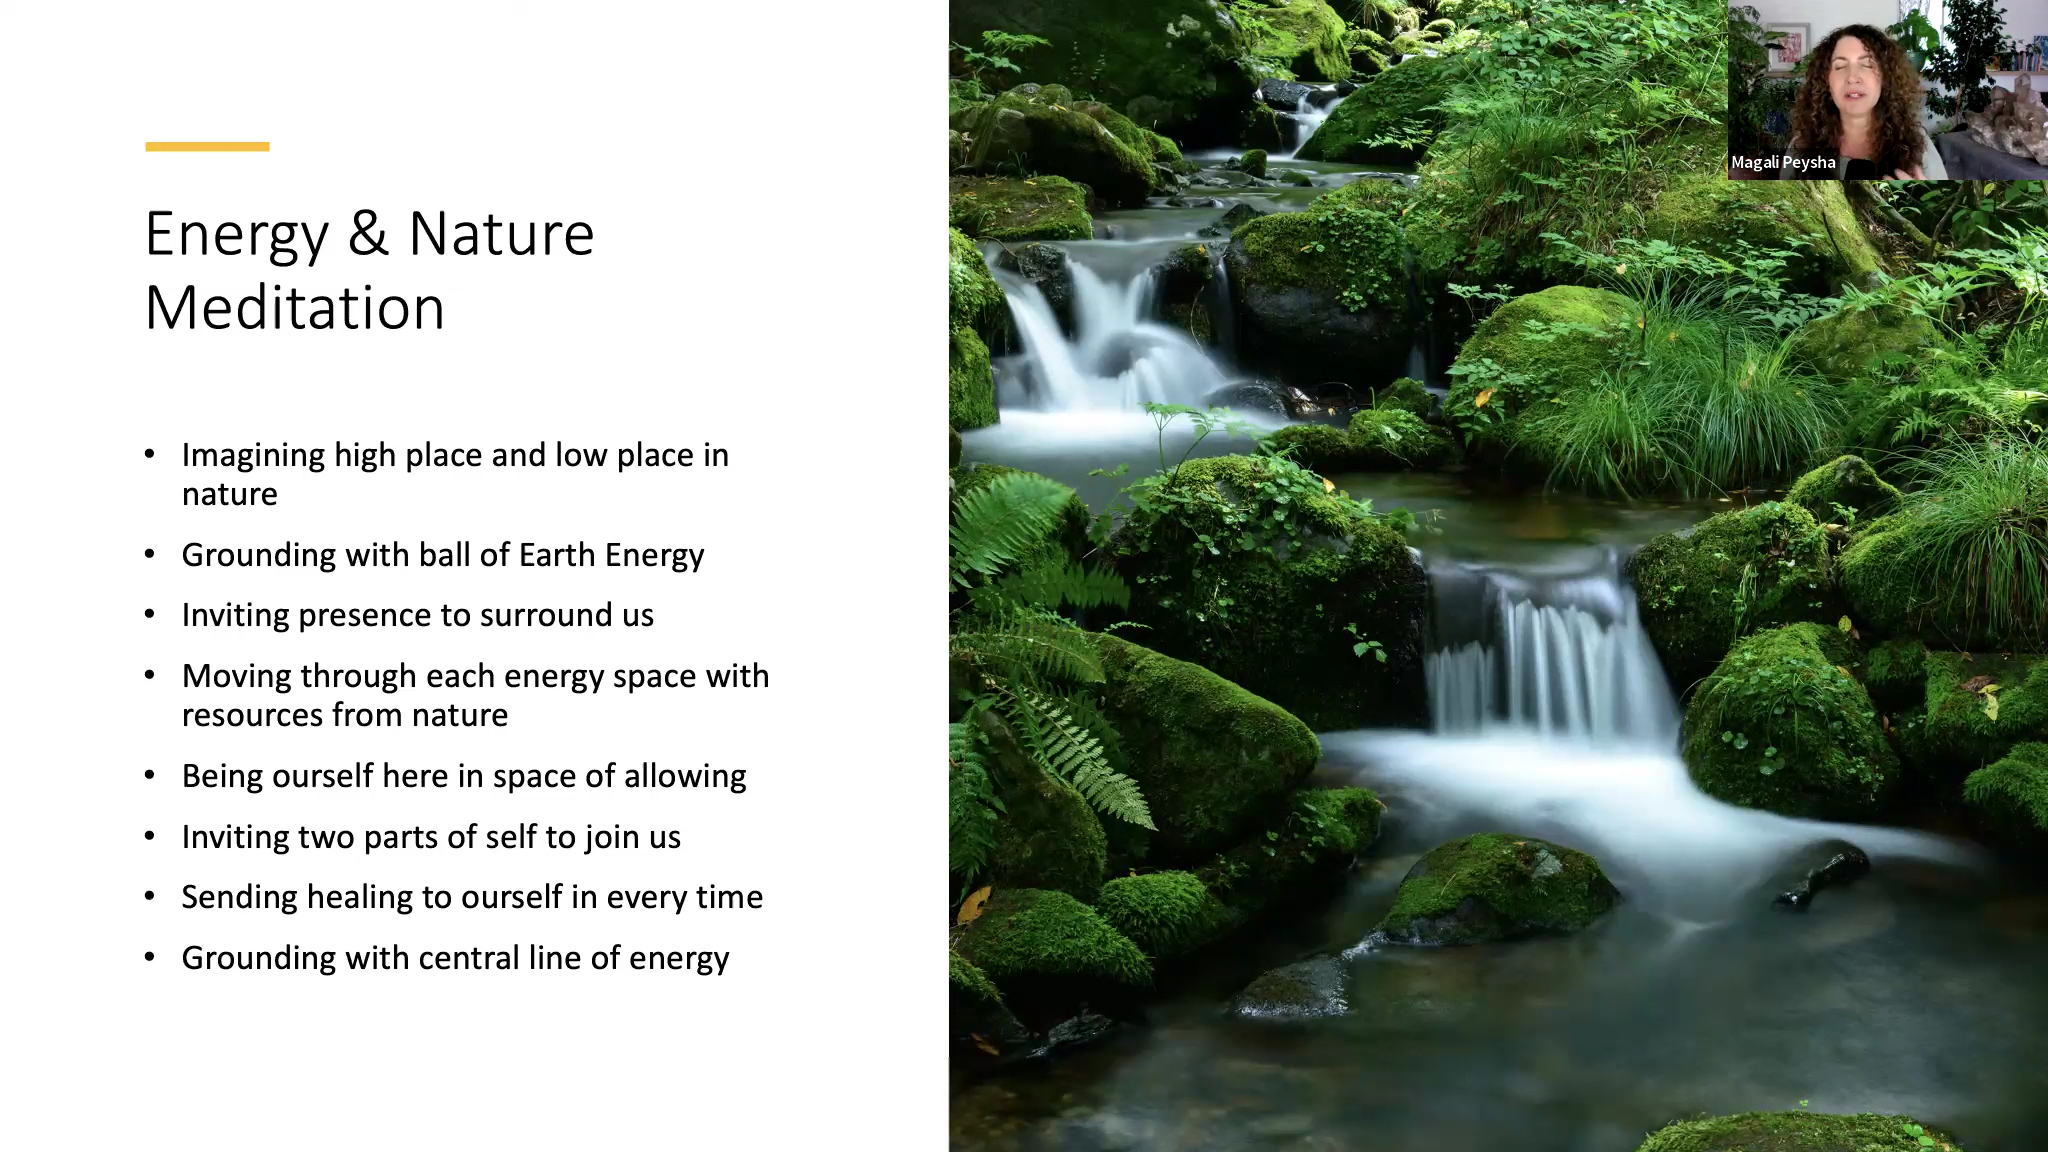 Energy & Nature
Meditation
• Imagining high place and low place in
nature
• Grounding with ball of Earth Energy
• Inviting presence to surround us
• Moving through each energy space with
resources from nature
• Being ourself here in space of allowing
• Inviting two parts of self to join us
• Sending healing to ourself in every time
• Grounding with central line of energy
Magali Peysha